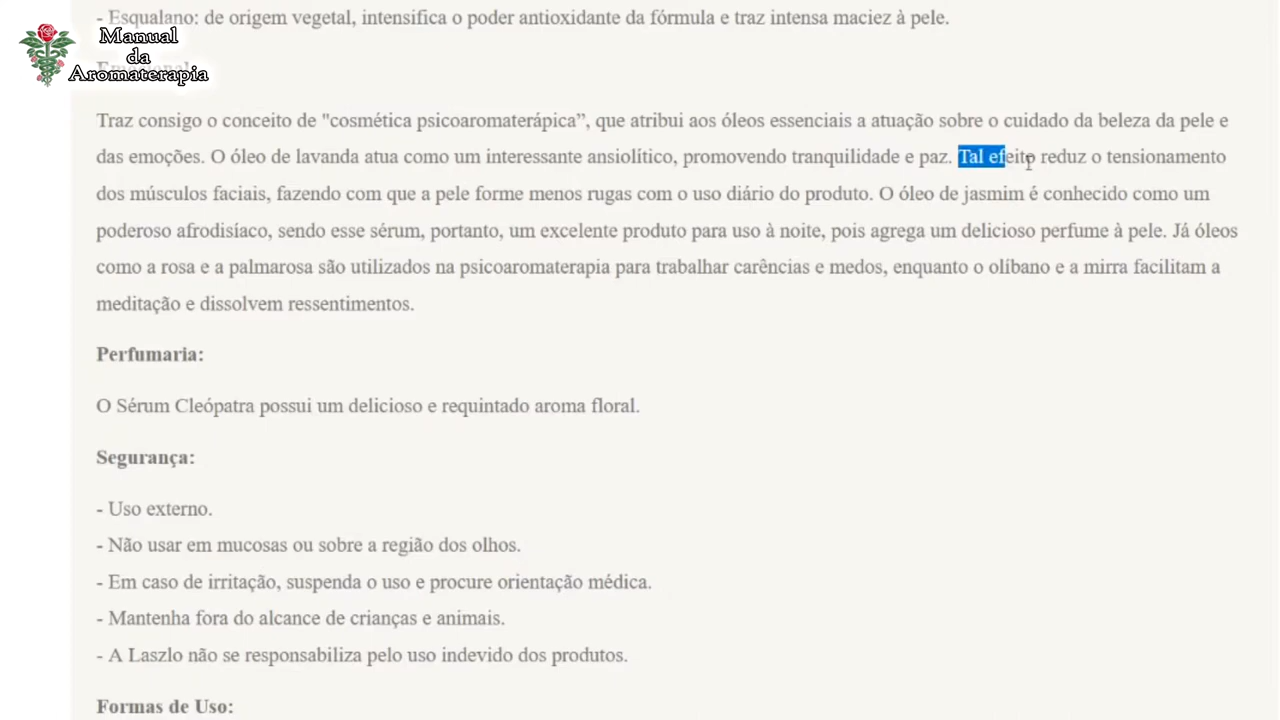 - Esqualano: de origem vegetal, intensifica o poder antioxidante da fórmula e traz intensa maciez à pele.
Manual
da
Aromaterapia
Emocional:
Traz consigo o conceito de "cosmética psicoaromaterápica”, que atribui aos óleos essenciais a atuação sobre o cuidado da beleza da pele e
das emoções. O óleo de lavanda atua como um interessante ansiolítico, promovendo tranquilidade e paz. Tal efeito reduz o tensionamento
dos músculos faciais, fazendo com que a pele forme menos rugas com o uso diário do produto. O óleo de jasmim é conhecido como um
poderoso afrodisíaco, sendo esse sérum, portanto, um excelente produto para uso à noite, pois agrega um delicioso perfume à pele. Já óleos
como a rosa e a palmarosa são utilizados na psicoaromaterapia para trabalhar carências e medos, enquanto o olíbano e a mirra facilitam a
meditação e dissolvem ressentimentos.
Perfumaria:
O Sérum Cleópatra possui um delicioso e requintado aroma floral.
Segurança:
- Uso externo.
- Não usar em mucosas ou sobre a região dos olhos.
- Em caso de irritação, suspenda o uso e procure orientação médica.
- Mantenha fora do alcance de crianças e animais.
- A Laszlo não se responsabiliza pelo uso indevido dos produtos.
Formas de Uso: